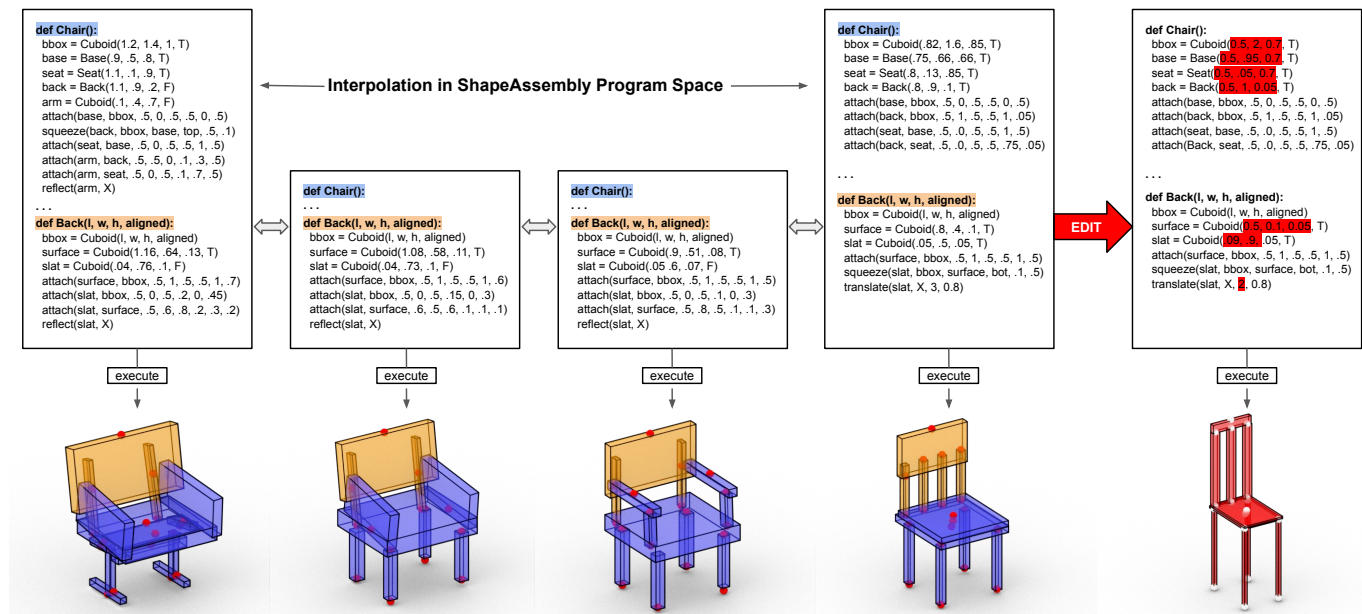 def Chair():
bbox = Cuboid(1.2, 1.4, 1, T)
base = Base(.9, .5, .8, T)
seat = Seat(1.1, .1, .9, T)
back = Back(1.1, .9, .2, F)
arm = Cuboid(.1, .4, .7, F)
attach(base, bbox, .5, 0, .5, .5, 0, .5)
squeeze(back, bbox, base, top, .5, .1)
attach(seat, base, .5, 0, .5, .5, 1, .5)
attach(arm, back, .5, .5, 0, .1, .3, .5)
attach(arm, seat, .5, 0, .5, .1, .7, .5)
reflect(arm, X)
. . .
def Back(l, w, h, aligned):
bbox = Cuboid(l, w, h, aligned)
surface = Cuboid(1.16, .64, .13, T)
slat = Cuboid(.04, .76, .1, F)
attach(surface, bbox, .5, 1, .5, .5, 1, .7)
attach(slat, bbox, .5, 0, .5, .2, 0, .45)
attach(slat, surface, .5, .6, .8, .2, .3, .2)
reflect(slat, X)
execute
Interpolation in ShapeAssembly Program Space
def Chair():
. . .
def Back(l, w, h, aligned):
bbox = Cuboid(l, w, h, aligned)
surface = Cuboid(1.08, .58, .11, T)
slat = Cuboid(.04, .73, .1, F)
attach(surface, bbox, .5, 1, .5, .5, 1, .6)
attach(slat, bbox, .5, 0, .5, .15, 0, .3)
attach(slat, surface, .6, .5, .6, .1, .1, .1)
reflect(slat, X)
execute
def Chair():
. . .
def Back(l, w, h, aligned):
bbox = Cuboid(l, w, h, aligned)
surface = Cuboid(.9, .51, .08, T)
slat = Cuboid(.05 .6, .07, F)
attach(surface, bbox, .5, 1, .5, .5, 1, .5)
attach(slat, bbox, .5, 0, .5, .1, 0, .3)
attach(slat, surface, .5, .8, .5, .1, .1, .3)
reflect(slat, X)
execute
def Chair():
bbox = Cuboid(.82, 1.6, .85, T)
base = Base(.75, .66, .66, T)
seat = Seat(.8, .13, .85, T)
back = Back(.8, .9, .1, T)
attach(base, bbox, .5, 0, .5, .5, 0, .5)
attach(back, bbox, .5, 1, .5, .5, 1, .05)
attach(seat, base, .5, .0, .5, .5, 1, .5)
attach(back, seat, .5, .0, .5, .5, .75, .05)
. . .
def Back(l, w, h, aligned):
bbox = Cuboid(l, w, h, aligned)
surface = Cuboid(.8, .4, .1, T)
slat = Cuboid(.05, .5, .05, T)
attach(surface, bbox, .5, 1, .5, .5, 1, .5)
squeeze(slat, bbox, surface, bot, .1, .5)
translate(slat, X, 3, 0.8)
execute
EDIT
def Chair():
bbox = Cuboid(0.5, 2, 0.7, T)
base = Base(0.5, .95, 0.7, T)
seat = Seat(0.5, .05, 0.7, T)
back = Back(0.5, 1, 0.05, T)
attach(base, bbox, .5, 0, .5, .5, 0, .5)
attach(back, bbox, .5, 1, .5, .5, 1, .05)
attach(seat, base, .5, .0, .5, .5, 1, .5)
attach(Back, seat, .5, .0, .5, .5, .75, .05)
. . .
def Back(l, w, h, aligned):
bbox = Cuboid(l, w, h, aligned)
surface = Cuboid(0.5, 0.1, 0.05, T)
slat = Cuboid(.09, .9, .05, T)
attach(surface, bbox, .5, 1, .5, .5, 1, .5)
squeeze(slat, bbox, surface, bot, .1, .5)
translate(slat, X, 2, 0.8)
execute